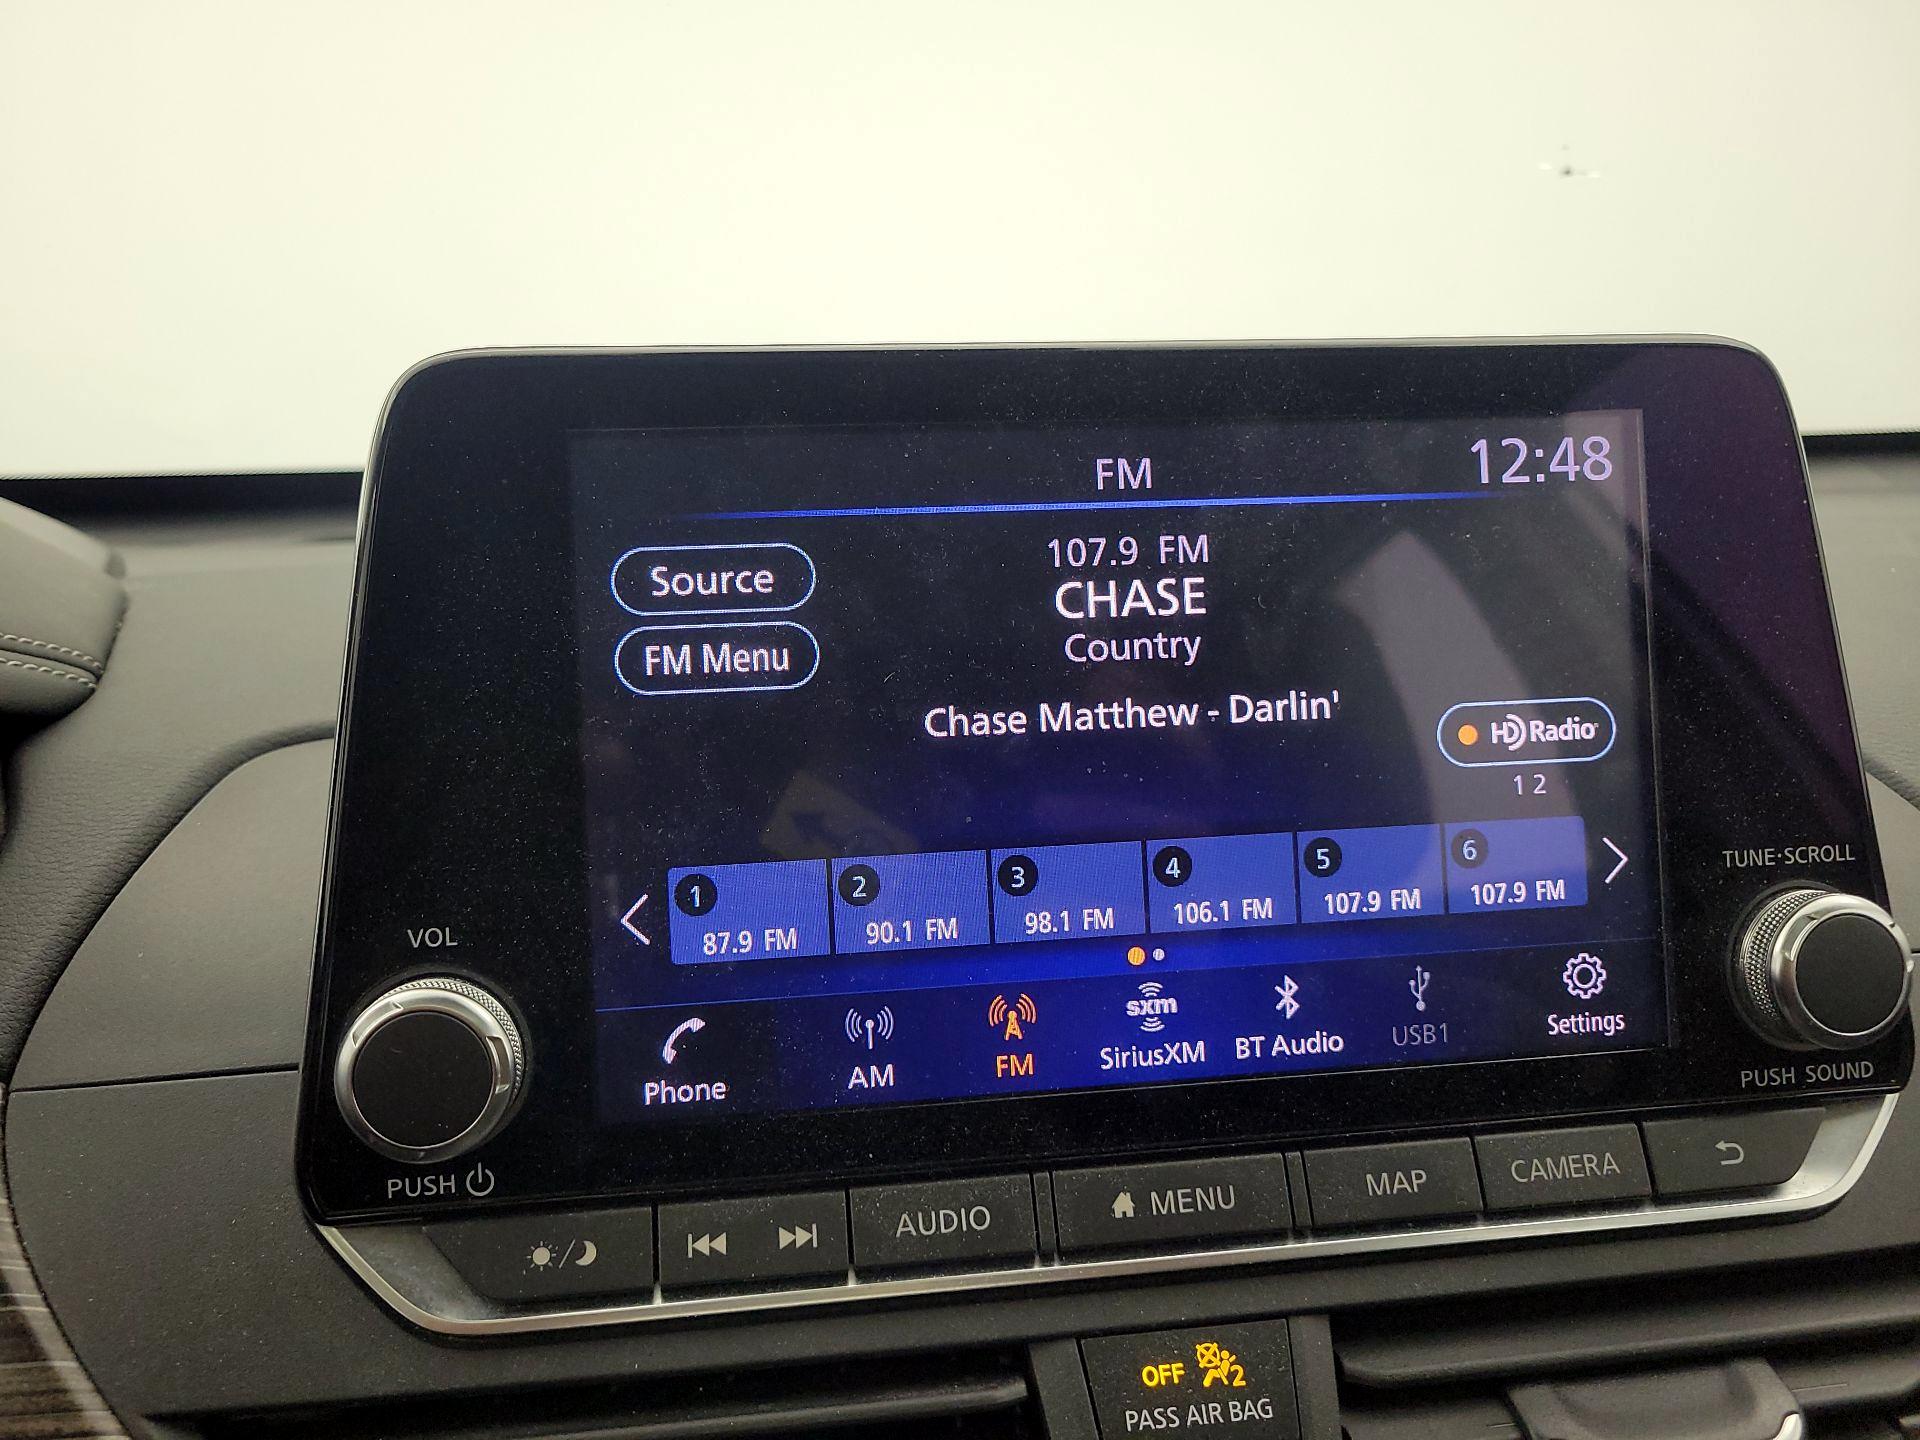 FM
12:48
Source
107.9 FM
CHASE
Country
FM Menu
Chase Matthew - Darlin'
HD Radio
1 2
1
2
3
4
5
6
87.9 FM
90.1 FM
98.1 FM
106.1 FM
107.9 FM
107.9 FM
Phone
AM
FM
sxm
SiriusXM
BT Audio
USB1
Settings
VOL
PUSH
TUNE·SCROLL
PUSH SOUND
AUDIO
MENU
MAP
CAMERA
OFF
2
PASS AIR BAG